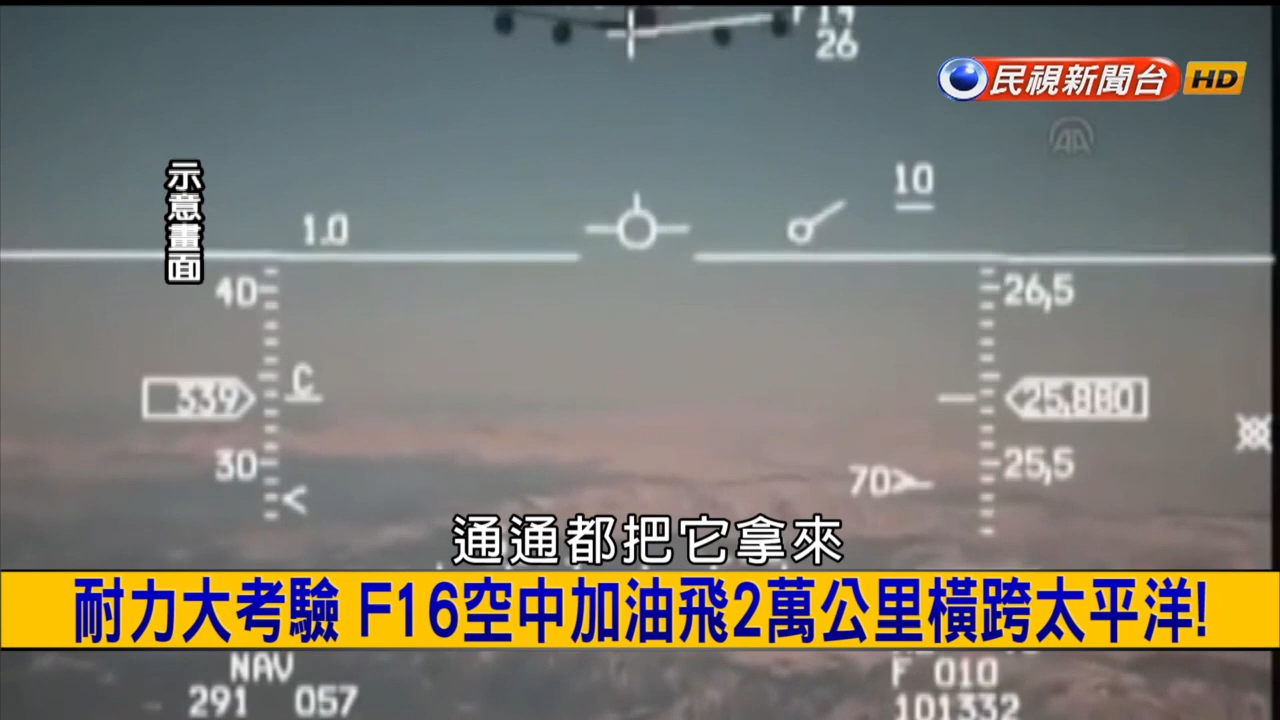 26
民視新聞台 HD
AA
示意畫面
10
1.0
40
26,5
C
339
25,880
30
25,5
70
通通都把它拿來
耐力大考驗 F16空中加油飛2萬公里橫跨太平洋!
NAV
F 010
291 057
101332